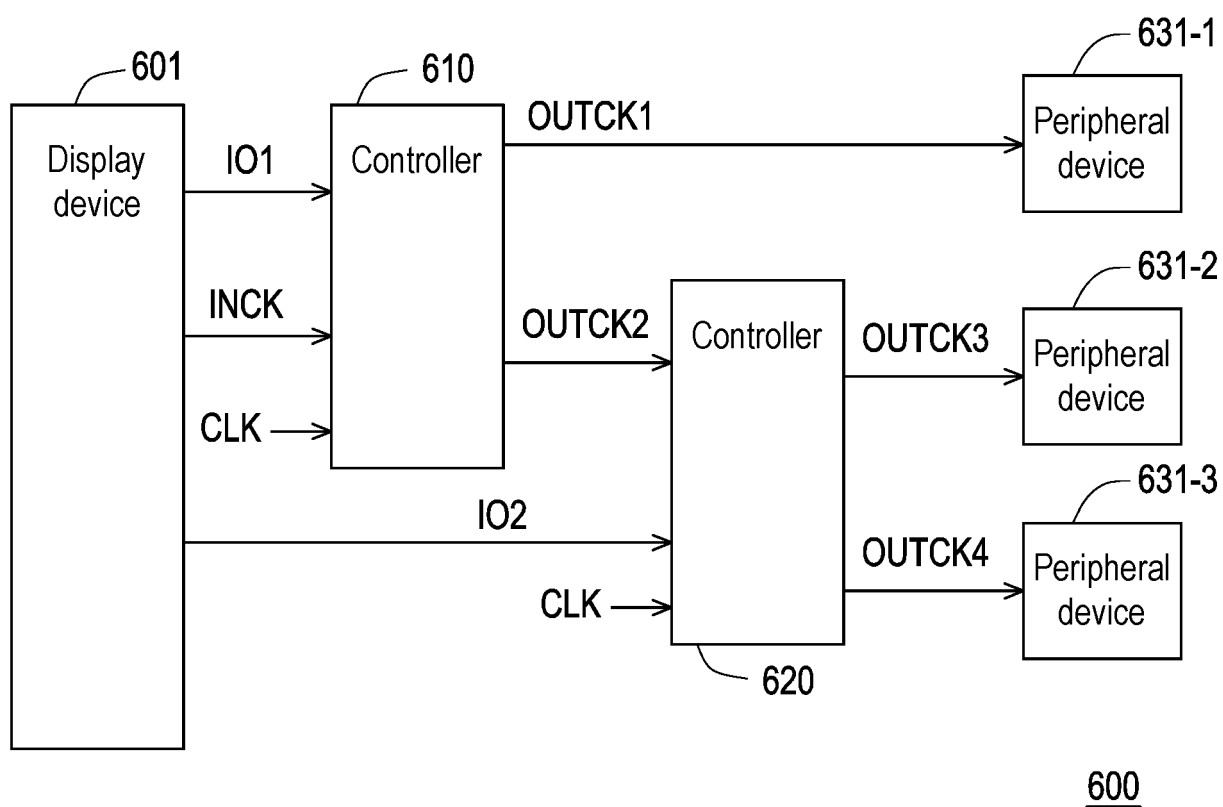 631-1
601
610
OUTCK1
Peripheral
device
Display
device
IO1
Controller
631-2
INCK
OUTCK2
Controller
OUTCK3
Peripheral
device
CLK
631-3
IO2
OUTCK4
Peripheral
device
CLK
620
600